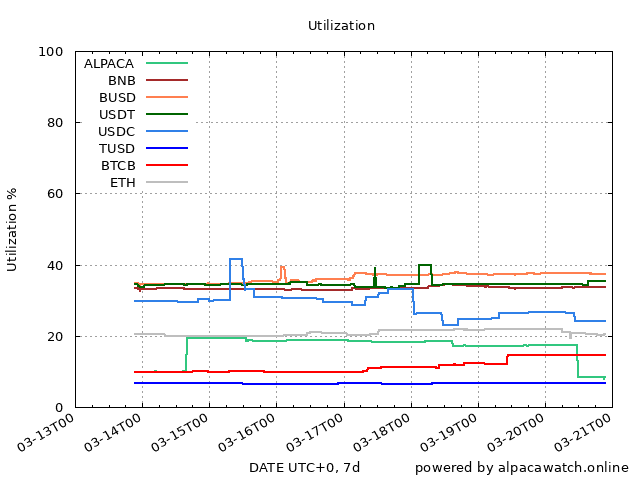 Utilization
100
80
60
40
20
0
Utilization %
ALPACA
BNB
BUSD
USDT
USDC
TUSD
BTCB
ETH
03-13T00
03-14T00
03-15T00
03-16T00
03-17T00
03-18T00
03-19T00
03-20T00
03-21T00
DATE UTC+0, 7d
powered by alpacawatch.online